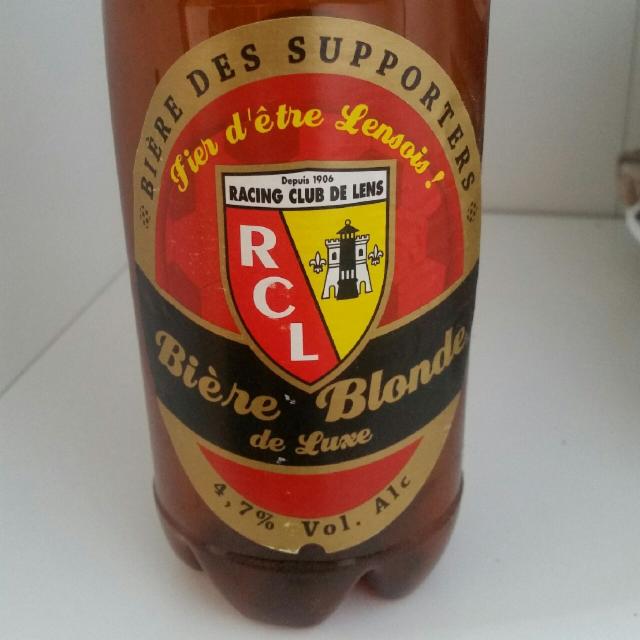 BIÈRE DES SUPPORTERS
Fier d'être Lensois !
Depuis 1906
RACING CLUB DE LENS
RCL
Bière Blonde
de Luxe
4,7% Vol. Alc